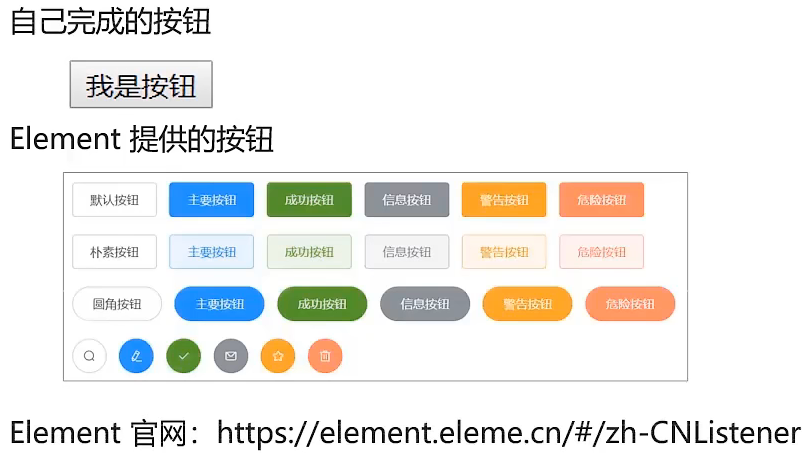 自己完成的按钮
我是按钮
Element 提供的按钮
默认按钮 主要按钮 成功按钮 信息按钮 警告按钮 危险按钮
朴素按钮 主要按钮 成功按钮 信息按钮 警告按钮 危险按钮
圆角按钮 主要按钮 成功按钮 信息按钮 警告按钮 危险按钮
Element 官网：https://element.eleme.cn/#/zh-CNListener